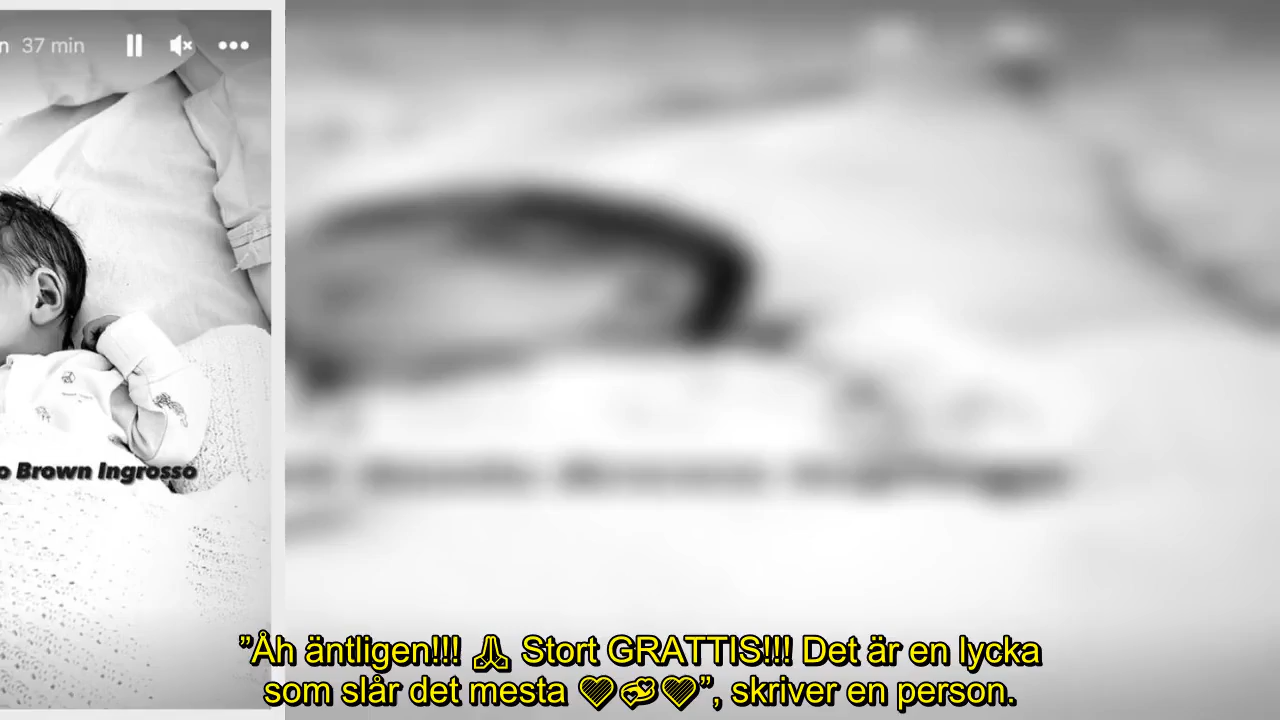 37 min
Brown Ingrosso
”Åh äntligen!!! 🙏 Stort GRATTIS!!! Det är en lycka
som slår det mesta 🖤💞🖤”, skriver en person.